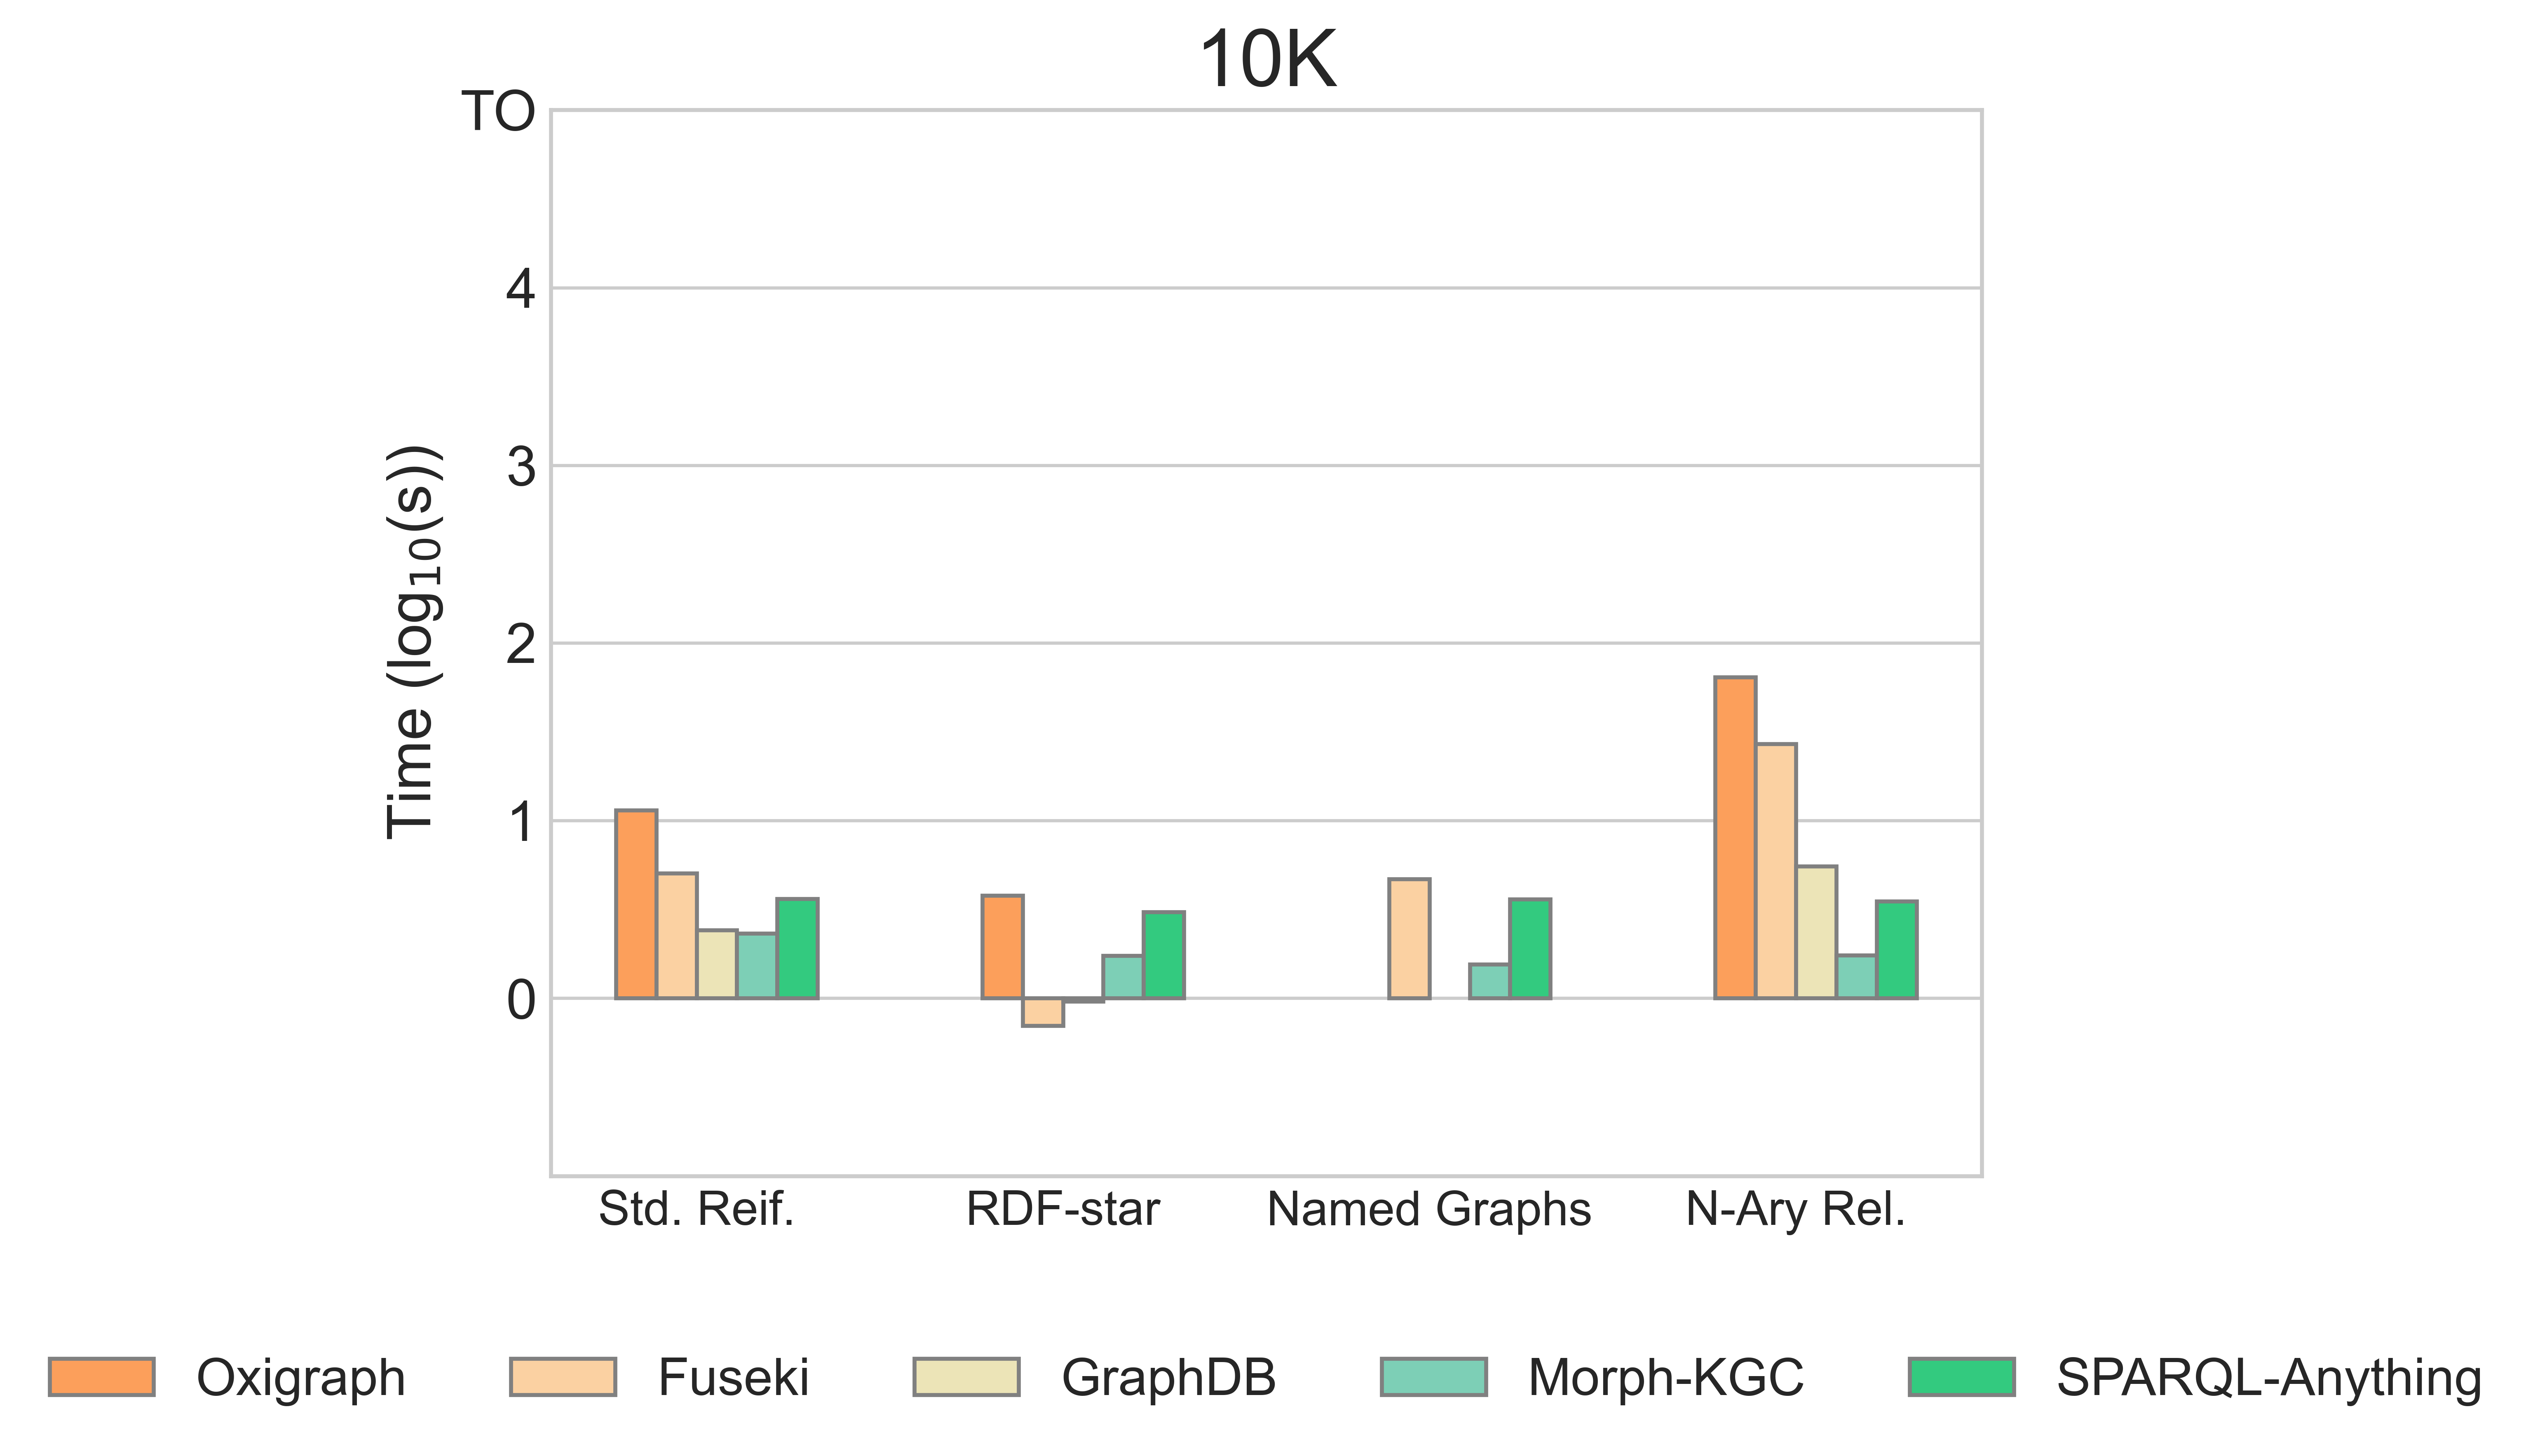 10K
TO
4
3
2
1
0
Time (log₁₀(s))
Std. Reif.
RDF-star
Named Graphs
N-Ary Rel.
Oxigraph
Fuseki
GraphDB
Morph-KGC
SPARQL-Anything